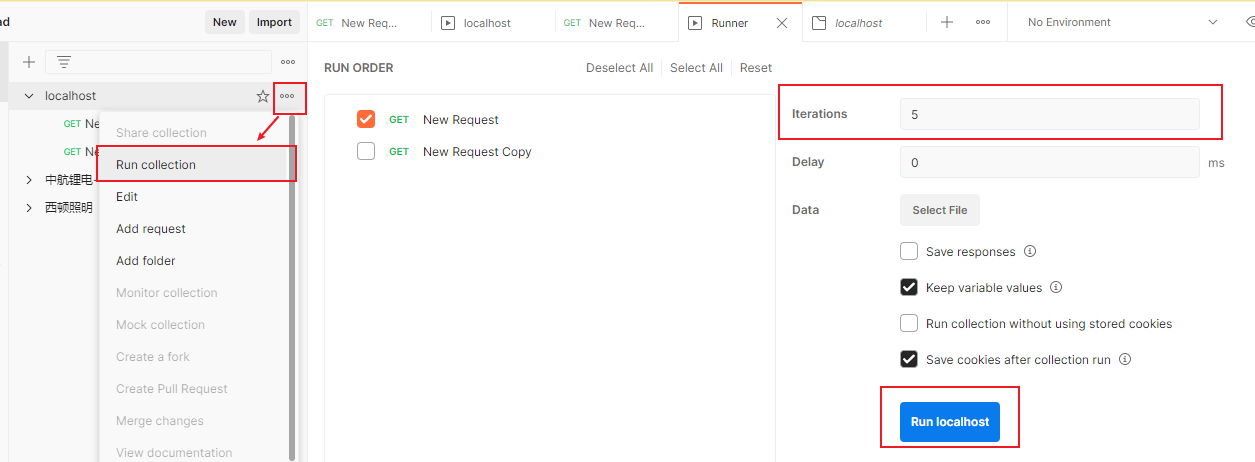 ad
New
Import
GET New Req...
localhost
GET New Req...
Runner
localhost
No Environment
localhost
GET Ne
GET Ne
中航锂电-
西顿照明
Share collection
Run collection
Edit
Add request
Add folder
Monitor collection
Mock collection
Create a fork
Create Pull Request
Merge changes
View documentation
RUN ORDER
Deselect All
Select All
Reset
GET New Request
GET New Request Copy
Iterations 5
Delay 0 ms
Data Select File
Save responses
Keep variable values
Run collection without using stored cookies
Save cookies after collection run
Run localhost